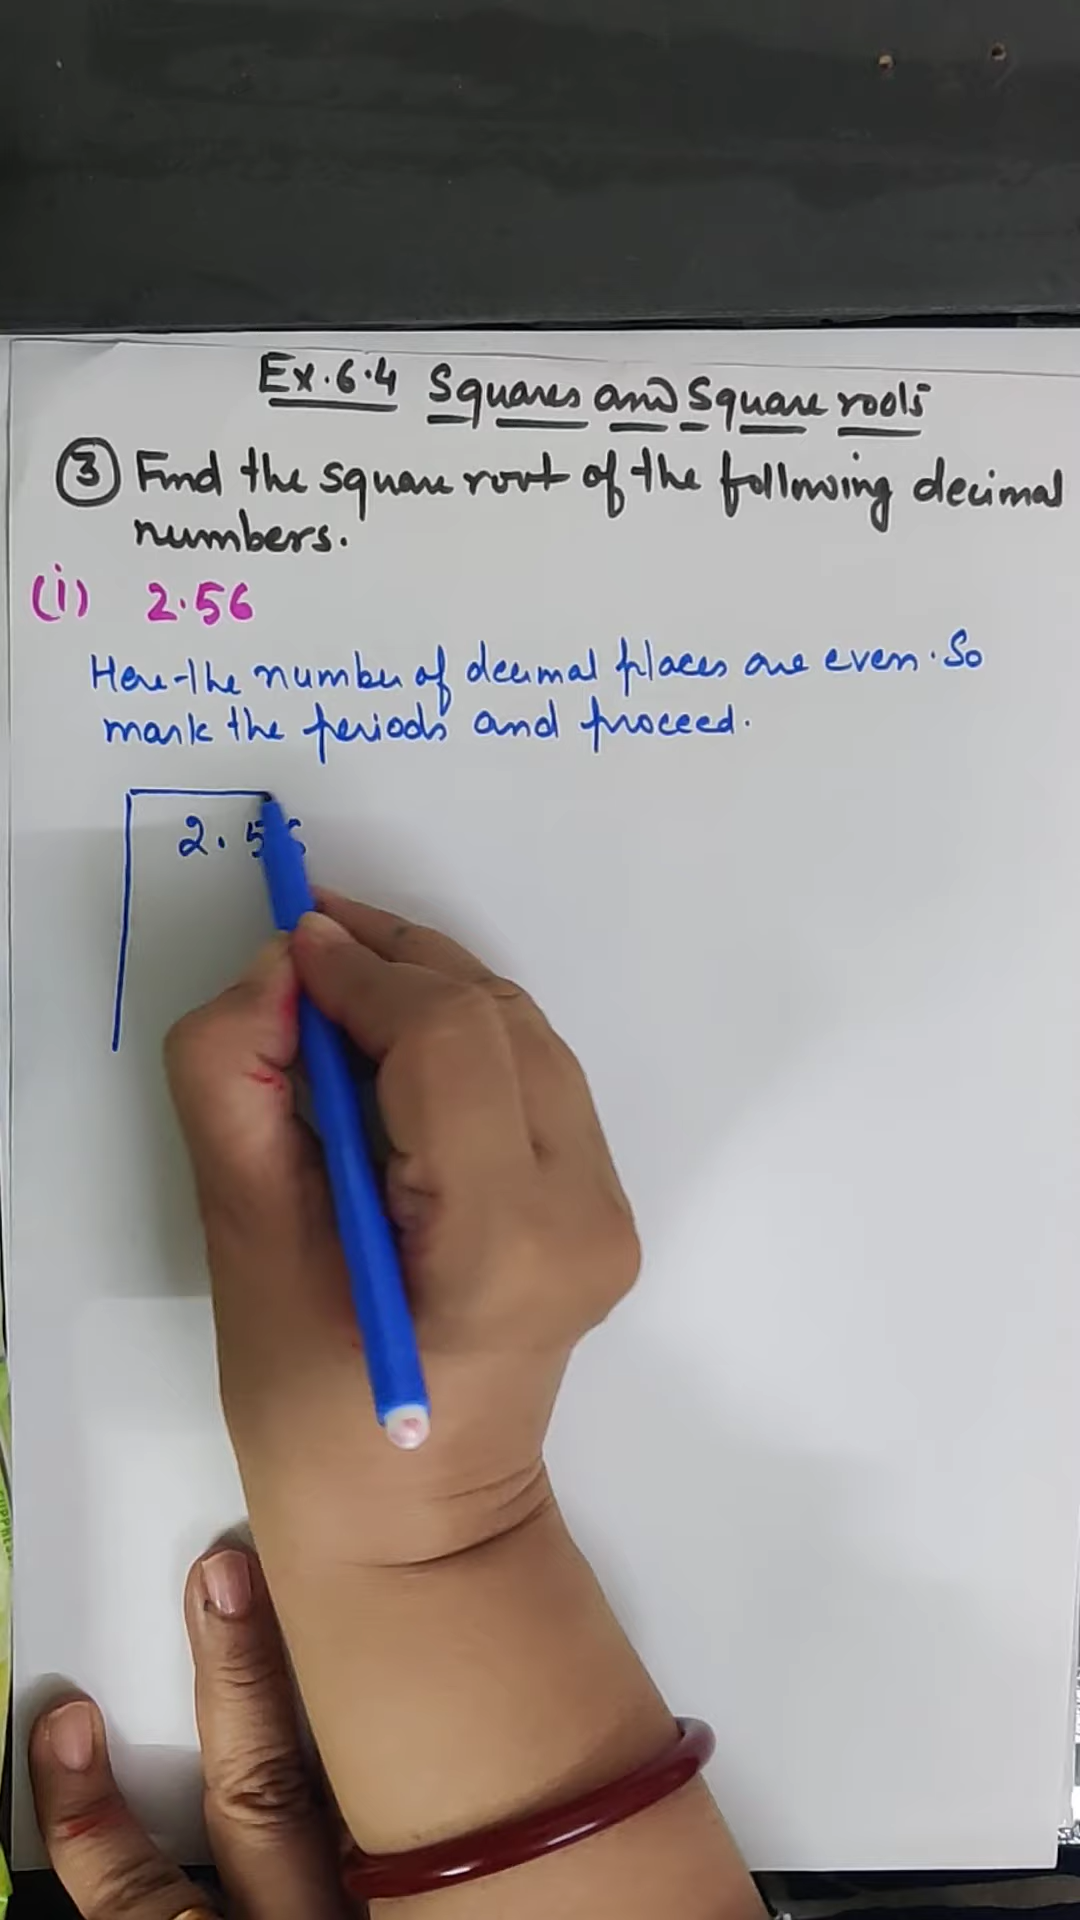 Ex.6.4 Squares and Square roots
③ Find the square root of the following decimal
numbers.
(i) 2.56
Here the number of decimal places are even. So
mark the periods and proceed.
2.56